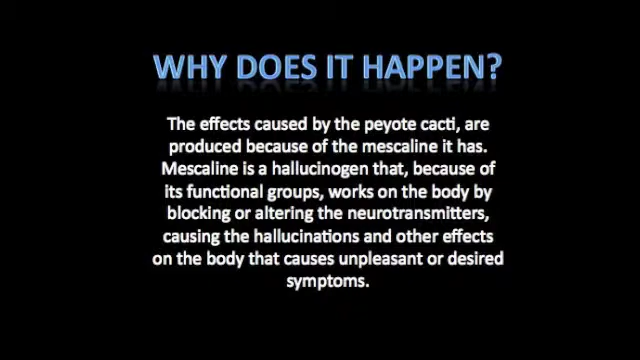 WHY DOES IT HAPPEN?
The effects caused by the peyote cacti, are
produced because of the mescaline it has.
Mescaline is a hallucinogen that, because of
its functional groups, works on the body by
blocking or altering the neurotransmitters,
causing the hallucinations and other effects
on the body that causes unpleasant or desired
symptoms.